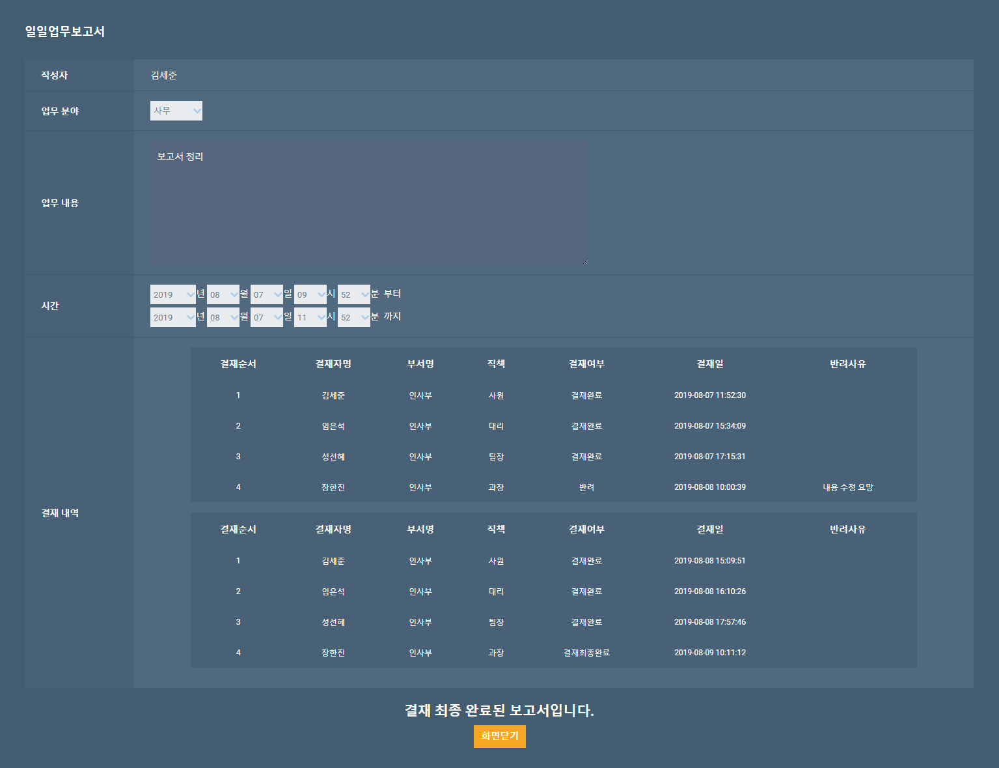 일일업무보고서
작성자 김세준
업무 분야 사무
업무 내용 보고서 정리
시간 2019 년 08 월 07 일 09 시 52 분 부터
2019 년 08 월 07 일 11 시 52 분 까지
결재 내역
결재순서 결재자명 부서명 직책 결재여부 결재일 반려사유
1 김세준 인사부 사원 결재완료 2019-08-07 11:52:30
2 임은석 인사부 대리 결재완료 2019-08-07 15:34:09
3 성선혜 인사부 팀장 결재완료 2019-08-07 17:15:31
4 장한진 인사부 과장 반려 2019-08-08 10:00:39 내용 수정 요망
결재순서 결재자명 부서명 직책 결재여부 결재일 반려사유
1 김세준 인사부 사원 결재완료 2019-08-08 15:09:51
2 임은석 인사부 대리 결재완료 2019-08-08 16:10:26
3 성선혜 인사부 팀장 결재완료 2019-08-08 17:57:46
4 장한진 인사부 과장 결재최종완료 2019-08-09 10:11:12
결재 최종 완료된 보고서입니다.
화면닫기